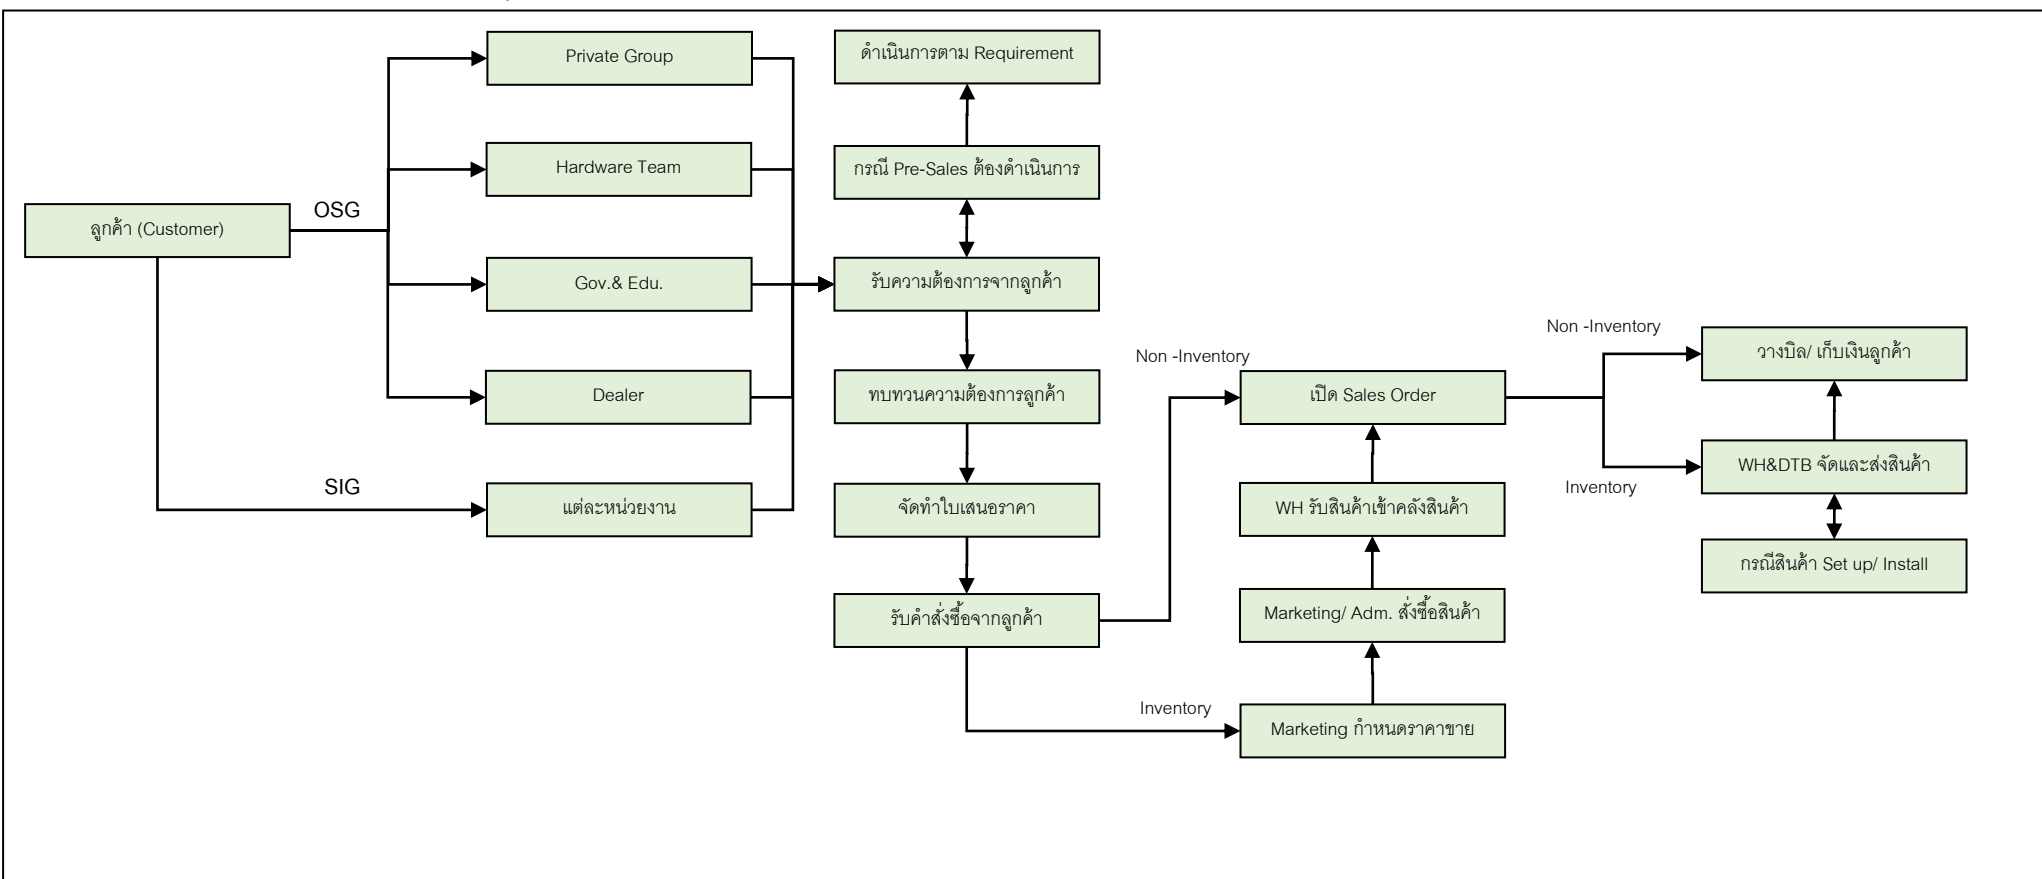 Private Group
ดำเนินการตาม Requirement
Hardware Team
กรณี Pre-Sales ต้องดำเนินการ
OSG
ลูกค้า (Customer)
Gov.& Edu.
รับความต้องการจากลูกค้า
Non -Inventory
วางบิล/ เก็บเงินลูกค้า
Non -Inventory
Dealer
ทบทวนความต้องการลูกค้า
เปิด Sales Order
WH&DTB จัดและส่งสินค้า
Inventory
SIG
แต่ละหน่วยงาน
จัดทำใบเสนอราคา
WH รับสินค้าเข้าคลังสินค้า
กรณีสินค้า Set up/ Install
รับคำสั่งซื้อจากลูกค้า
Marketing/ Adm. สั่งซื้อสินค้า
Inventory
Marketing กำหนดราคาขาย